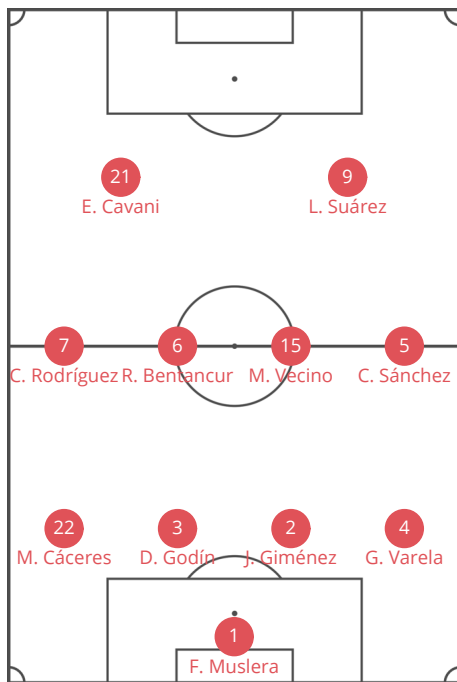 21
9
E. Cavani
L. Suárez
7
6
15
5
C. Rodríguez
R. Bentancur
M. Vecino
C. Sánchez
22
3
2
4
M. Cáceres
D. Godín
J. Giménez
G. Varela
1
F. Muslera